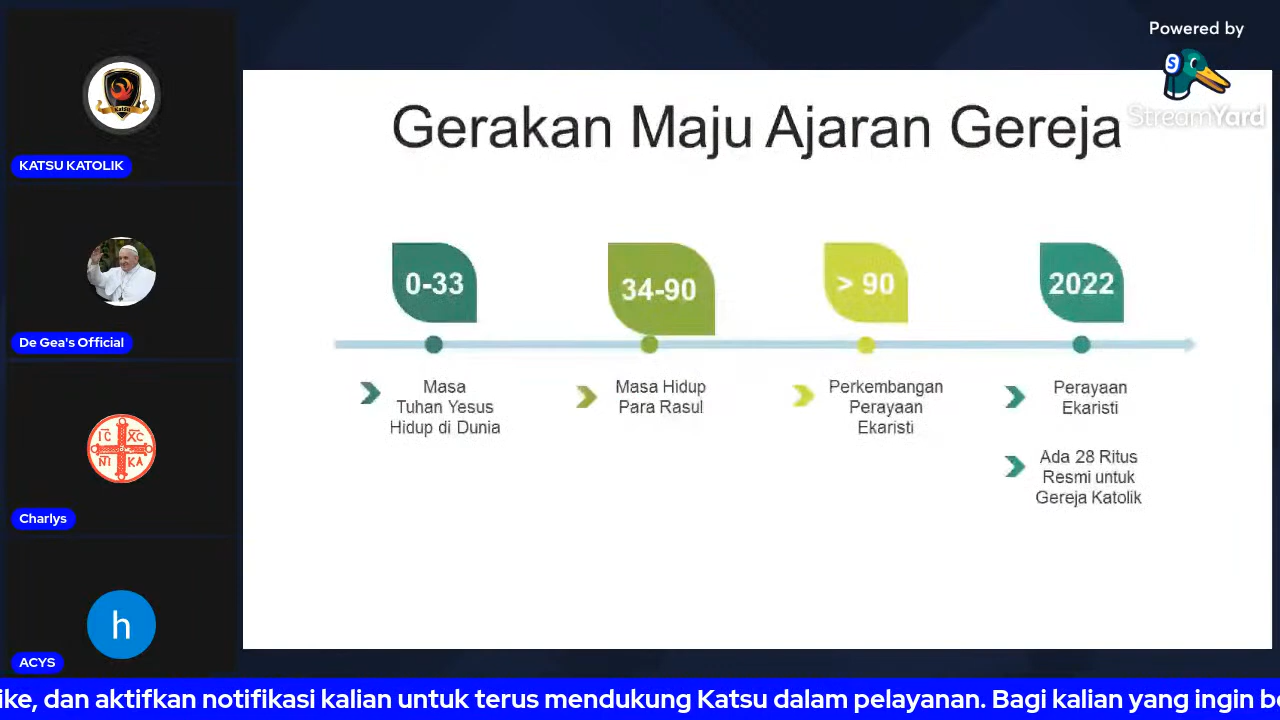 Powered by
StreamYard
KATSU KATOLIK
De Gea's Official
IC XC
NI KA
Charlys
h
ACYS
Gerakan Maju Ajaran Gereja
0-33
34-90
> 90
2022
Masa
Tuhan Yesus
Hidup di Dunia
Masa Hidup
Para Rasul
Perkembangan
Perayaan
Ekaristi
Perayaan
Ekaristi
Ada 28 Ritus
Resmi untuk
Gereja Katolik
ike, dan aktifkan notifikasi kalian untuk terus mendukung Katsu dalam pelayanan. Bagi kalian yang ingin be